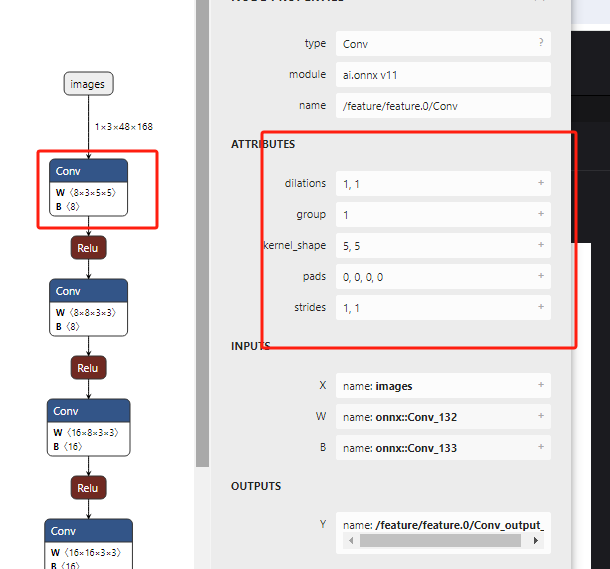 images
1×3×48×168
Conv
W ⟨8×3×5×5⟩
B ⟨8⟩
Relu
Conv
W ⟨8×8×3×3⟩
B ⟨8⟩
Relu
Conv
W ⟨16×8×3×3⟩
B ⟨16⟩
Relu
Conv
W ⟨16×16×3×3⟩
B ⟨16⟩
NODE PROPERTIES
type Conv ?
module ai.onnx v11
name /feature/feature.0/Conv
ATTRIBUTES
dilations 1, 1 +
group 1 +
kernel_shape 5, 5 +
pads 0, 0, 0, 0 +
strides 1, 1 +
INPUTS
X name: images +
W name: onnx::Conv_132 +
B name: onnx::Conv_133 +
OUTPUTS
Y name: /feature/feature.0/Conv_output_